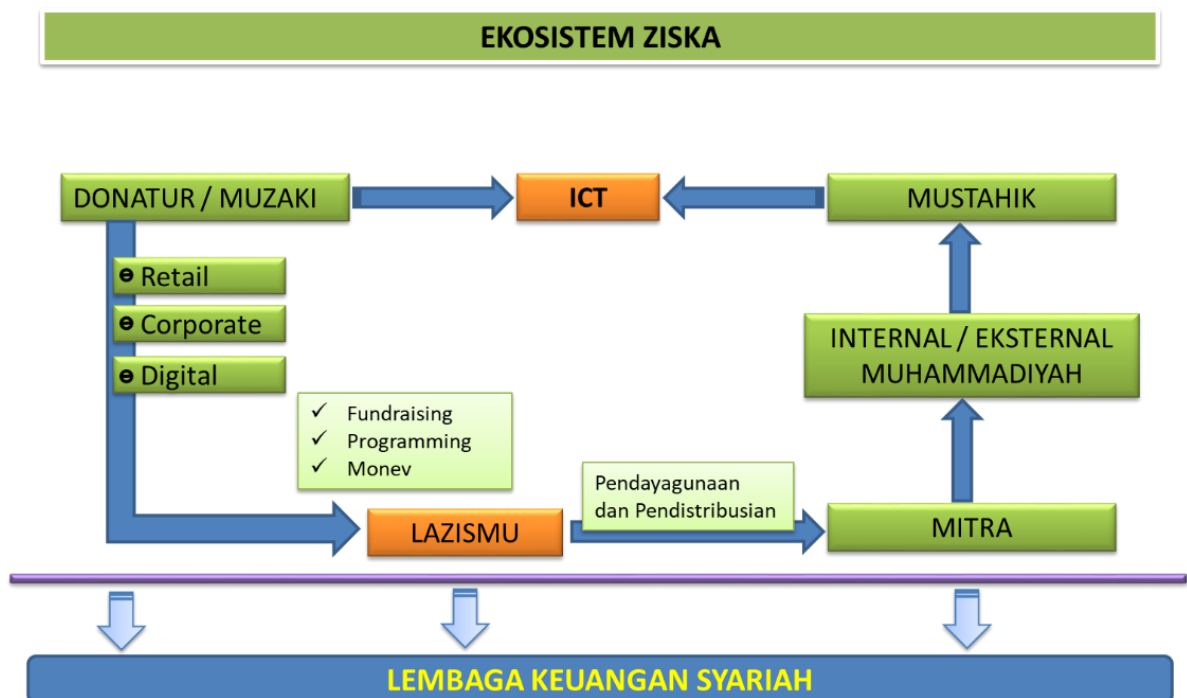 EKOSISTEM ZISKA
DONATUR / MUZAKI
ICT
MUSTAHIK
Retail
Corporate
Digital
INTERNAL / EKSTERNAL
MUHAMMADIYAH
✓ Fundraising
✓ Programming
✓ Monev
Pendayagunaan
dan Pendistribusian
LAZISMU
MITRA
LEMBAGA KEUANGAN SYARIAH